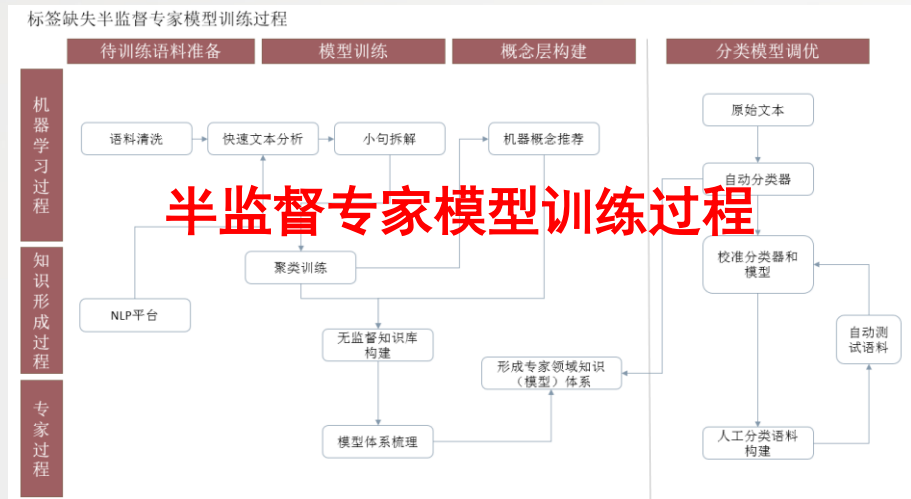 标签缺失半监督专家模型训练过程
待训练语料准备
模型训练
概念层构建
分类模型调优
机器学习过程
语料清洗
快速文本分析
小句拆解
机器概念推荐
原始文本
自动分类器
半监督专家模型训练过程
知识形成过程
聚类训练
校准分类器和
模型
NLP平台
无监督知识库
构建
自动测
试语料
形成专家领域知识
（模型）体系
专家过程
模型体系梳理
人工分类语料
构建